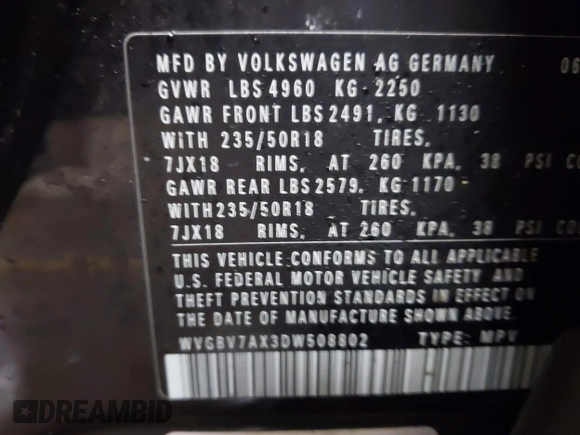 MFD BY VOLKSWAGEN AG GERMANY 06
GVWR LBS 4960 KG 2250
GAWR FRONT LBS 2491, KG 1130
WiTH 235/50R18 TIRES,
7JX18 RIMS, AT 260 KPA, 38 PSI CO
GAWR REAR LBS 2579, KG 1170
WITH 235/50R18 TIRES,
7JX18 RIMS, AT 260 KPA, 38 PSI COL
THIS VEHICLE CONFORMS TO ALL APPLICABLE
U.S. FEDERAL MOTOR VEHICLE SAFETY AND
THEFT PREVENTION STANDARDS IN EFFECT ON
THE DATE OF MANUFACTURE SHOWN ABOVE.
WVGBV7AX3DW508802 TYPE: MPV
DREAMBID